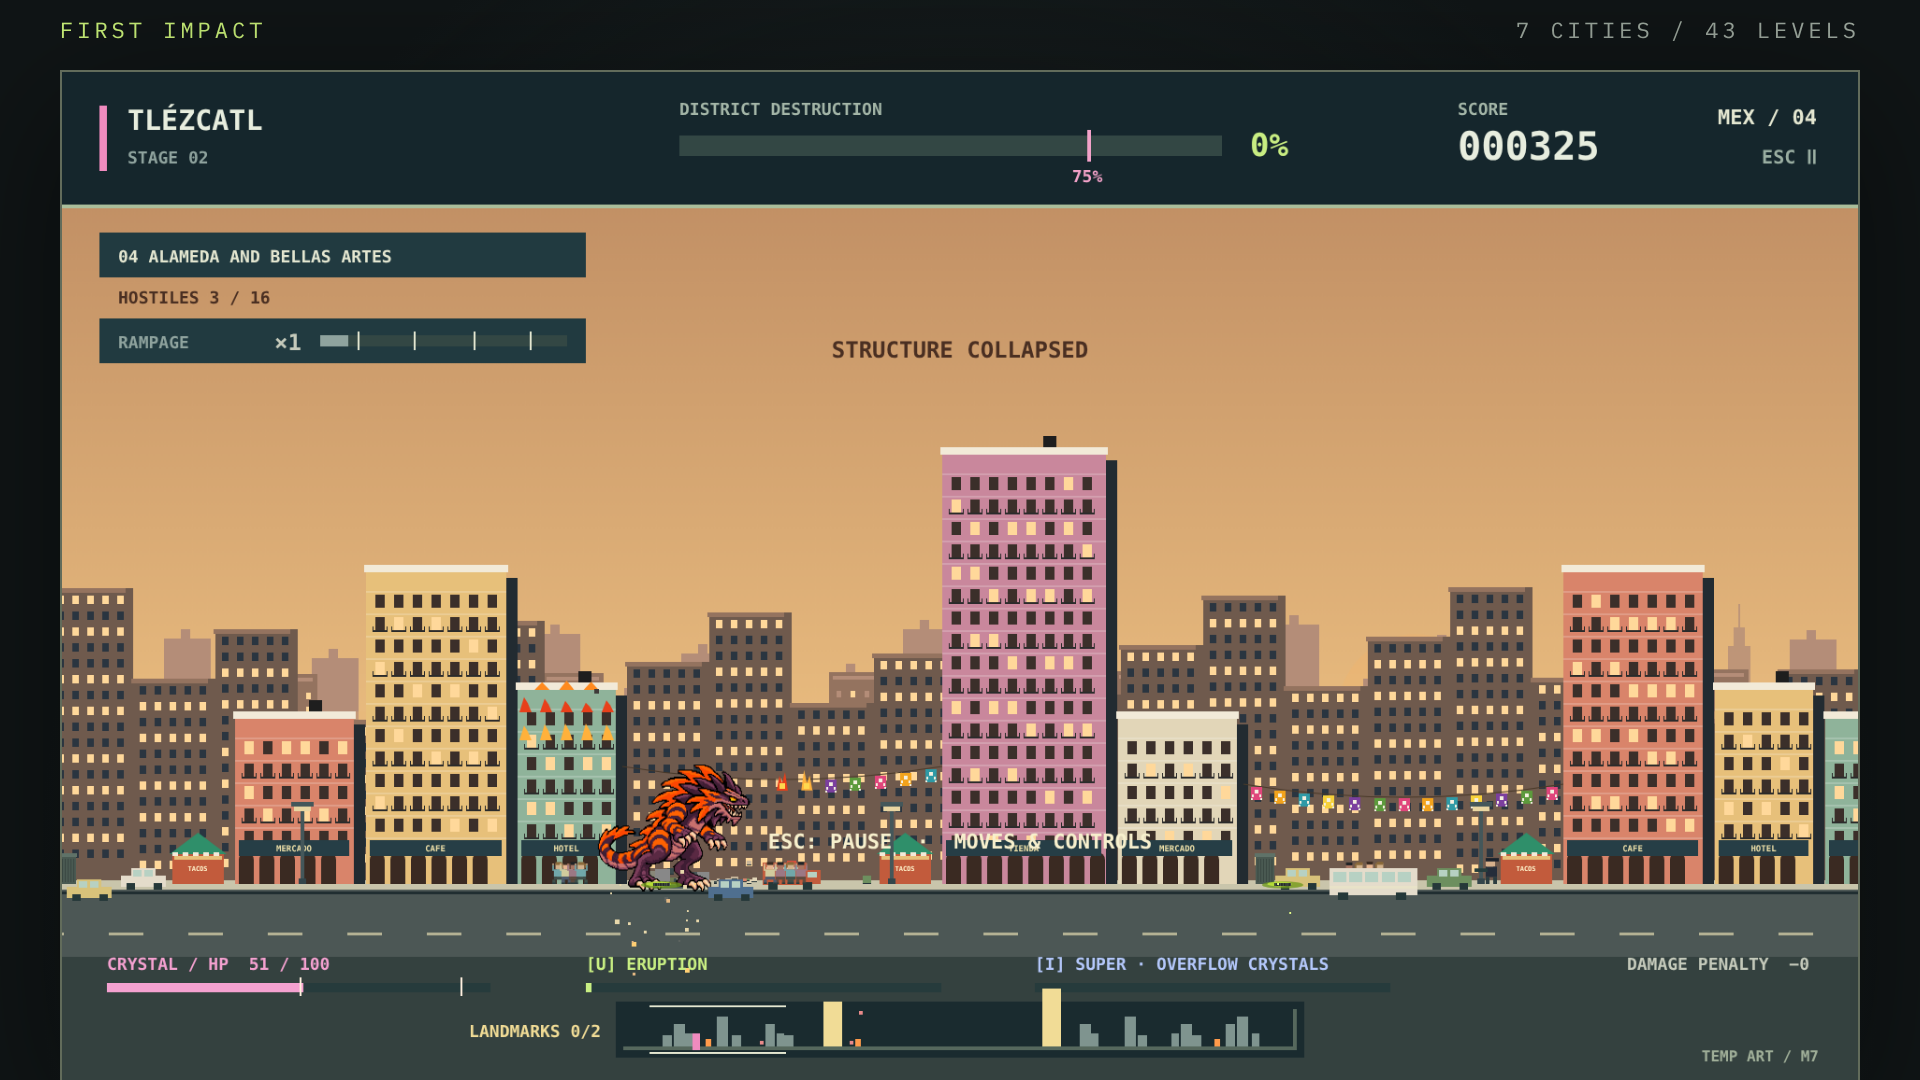 FIRST IMPACT
7 CITIES / 43 LEVELS
TLÉZCATL
STAGE 02
DISTRICT DESTRUCTION
0%
75%
SCORE
000325
MEX / 04
ESC II
04 ALAMEDA AND BELLAS ARTES
HOSTILES 3 / 16
RAMPAGE ×1
STRUCTURE COLLAPSED
ESC: PAUSE · MOVES & CONTROLS
MERCADO
CAFE
HOTEL
TIENDA
MERCADO
CAFE
HOTEL
TACOS
TACOS
TACOS
CRYSTAL / HP 51 / 100
[U] ERUPTION
[I] SUPER · OVERFLOW CRYSTALS
DAMAGE PENALTY −0
LANDMARKS 0/2
TEMP ART / M7